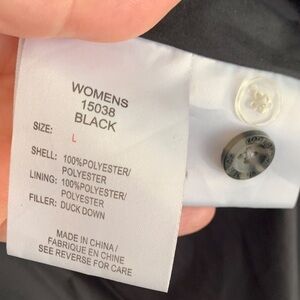 WOMENS
15038
BLACK
SIZE: L
SHELL: 100%POLYESTER/
POLYESTER
LINING: 100%POLYESTER/
POLYESTER
FILLER: DUCK DOWN
MADE IN CHINA/
FABRIQUE EN CHINE
SEE REVERSE FOR CARE